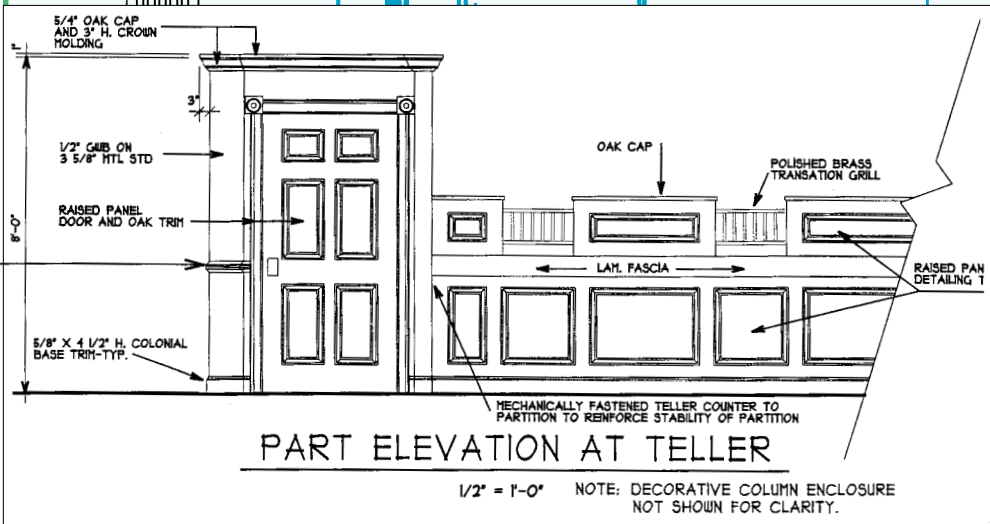 5/4" OAK CAP
AND 3" H. CROWN
MOLDING
1"
3"
1/2" GWB ON
3 5/8" MTL STD
OAK CAP
POLISHED BRASS
TRANSATION GRILL
RAISED PANEL
DOOR AND OAK TRIM
8'-0"
LAM. FASCIA
RAISED PAN
DETAILING T
5/8" X 4 1/2" H. COLONIAL
BASE TRIM-TYP.
MECHANICALLY FASTENED TELLER COUNTER TO
PARTITION TO REINFORCE STABILITY OF PARTITION
PART ELEVATION AT TELLER
1/2" = 1'-0"
NOTE: DECORATIVE COLUMN ENCLOSURE
NOT SHOWN FOR CLARITY.